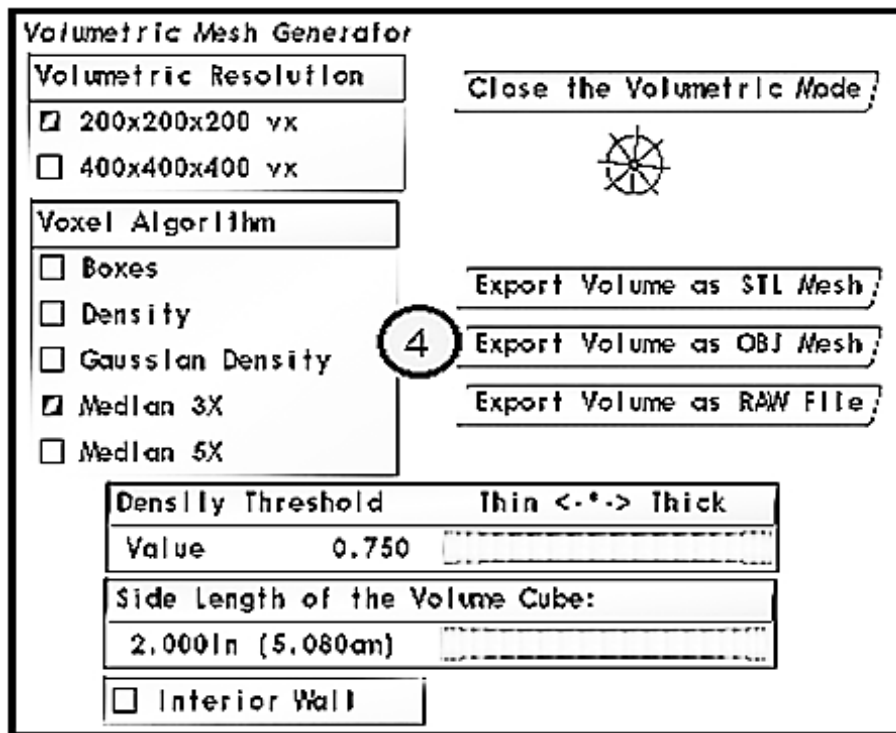 Volumetric Mesh Generator
Volumetric Resolution
200x200x200 vx
400x400x400 vx
Close the Volumetric Mode
Voxel Algorithm
Boxes
Density
Gaussian Density
Median 3X
Median 5X
4
Export Volume as STL Mesh
Export Volume as OBJ Mesh
Export Volume as RAW File
Density Threshold Thin <-*-> Thick
Value 0.750
Side Length of the Volume Cube:
2.000in (5.080cm)
Interior Wall